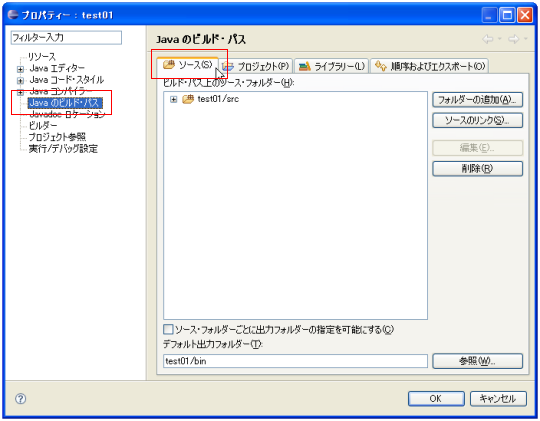 プロパティー : test01
フィルター入力
リソース
Java エディター
Java コード・スタイル
Java コンパイラー
Java のビルド・パス
Javadoc ロケーション
ビルダー
プロジェクト参照
実行/デバッグ設定
Java のビルド・パス
ソース(S)
プロジェクト(P)
ライブラリー(L)
順序およびエクスポート(O)
ビルド・パス上のソース・フォルダー(H):
test01/src
フォルダーの追加(A)...
ソースのリンク(S)...
編集(E)...
削除(R)
ソース・フォルダーごとに出力フォルダーの指定を可能にする(C)
デフォルト出力フォルダー(T):
test01/bin
参照(W)...
OK
キャンセル